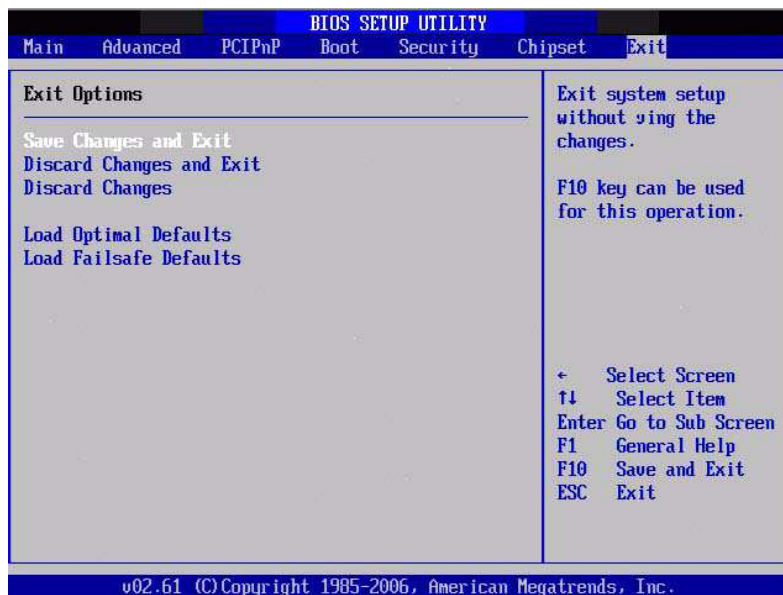 BIOS SETUP UTILITY
Main Advanced PCIPnP Boot Security Chipset Exit
Exit Options
Save Changes and Exit
Discard Changes and Exit
Discard Changes
Load Optimal Defaults
Load Failsafe Defaults
Exit system setup
without the
changes.
F10 key can be used
for this operation.
← Select Screen
↑↓ Select Item
Enter Go to Sub Screen
F1 General Help
F10 Save and Exit
ESC Exit
v02.61 (C)Copyright 1985-2006, American Megatrends, Inc.